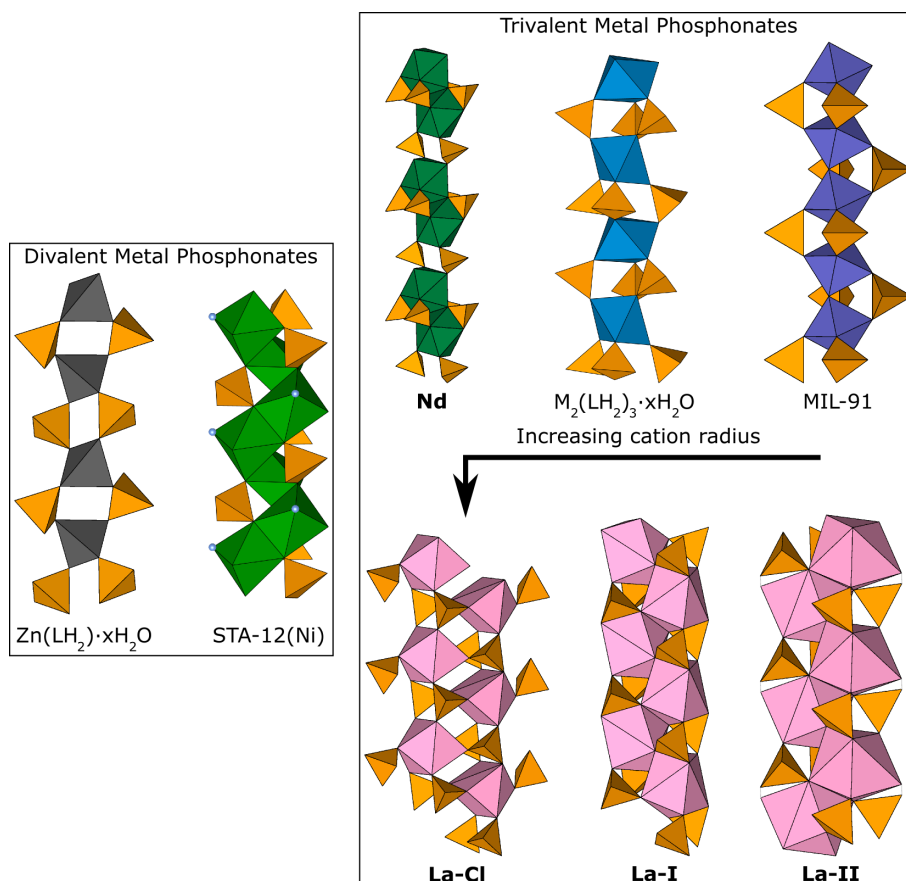 Trivalent Metal Phosphonates
Nd
M₂(LH₂)₃·xH₂O
MIL-91
Increasing cation radius
La-Cl
La-I
La-II
Divalent Metal Phosphonates
Zn(LH₂)·xH₂O
STA-12(Ni)